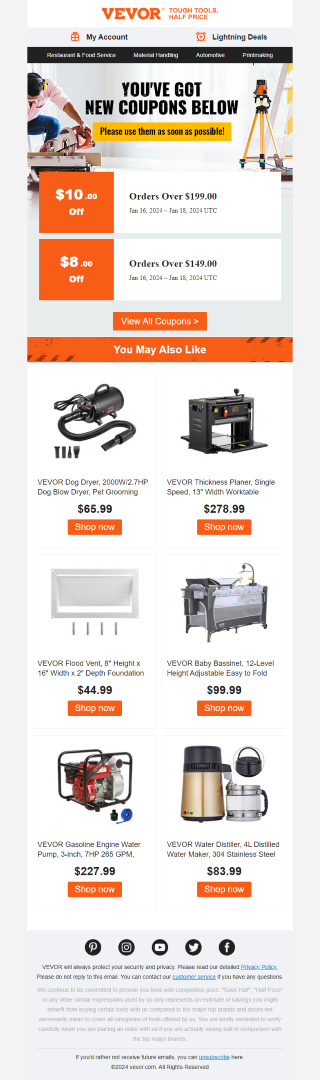 VEVOR® TOUGH TOOLS,
HALF PRICE
My Account
Lightning Deals
Restaurant & Food Service
Material Handling
Automotive
Printmaking
YOU'VE GOT
NEW COUPONS BELOW
Please use them as soon as possible!
$10.00
Off
Orders Over $199.00
Jan 16, 2024 ~ Jan 18, 2024 UTC
$8.00
Off
Orders Over $149.00
Jan 16, 2024 ~ Jan 18, 2024 UTC
View All Coupons >
You May Also Like
VEVOR Dog Dryer, 2000W/2.7HP
Dog Blow Dryer, Pet Grooming
$65.99
Shop now
VEVOR Thickness Planer, Single
Speed, 13" Width Worktable
$278.99
Shop now
VEVOR Flood Vent, 8" Height x
16" Width x 2" Depth Foundation
$44.99
Shop now
VEVOR Baby Bassinet, 12-Level
Height Adjustable Easy to Fold
$99.99
Shop now
VEVOR Gasoline Engine Water
Pump, 3-inch, 7HP 265 GPM,
$227.99
Shop now
VEVOR Water Distiller, 4L Distilled
Water Maker, 304 Stainless Steel
$83.99
Shop now
VEVOR will always protect your security and privacy. Please read our detailed Privacy Policy.
Please do not reply to this email. You can contact our customer service if you have any questions.
We continue to be committed to provide you tools with competitive price. "Save Half", "Half Price"
or any other similar expressions used by us only represents an estimate of savings you might
benefit from buying certain tools with us compared to the major top brands and doses not
necessarily mean to cover all categories of tools offered by us. You are kindly reminded to verify
carefully when you are placing an order with us if you are actually saving half in comparison with
the top major brands.
If you'd rather not receive future emails, you can unsubscribe here.
©2024 vevor.com. All Rights Reserved